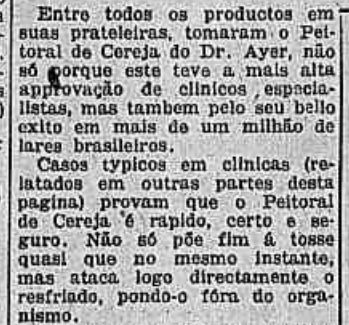 Entre todos os productos em
suas prateleiras, tomaram o Pei-
toral de Cereja do Dr. Ayer, não
só porque este teve a mais alta
approvação de clinicos especia-
listas, mas tambem pelo seu bello
exito em mais de um milhão de
lares brasileiros.
Casos typicos em clinicas (re-
latados em outras partes desta
pagina) provam que o Peitoral
de Cereja é rapido, certo e se-
guro. Não só põe fim á tosse
quasi que no mesmo instante,
mas ataca logo directamente o
resfriado, pondo-o fóra do orga-
nismo.